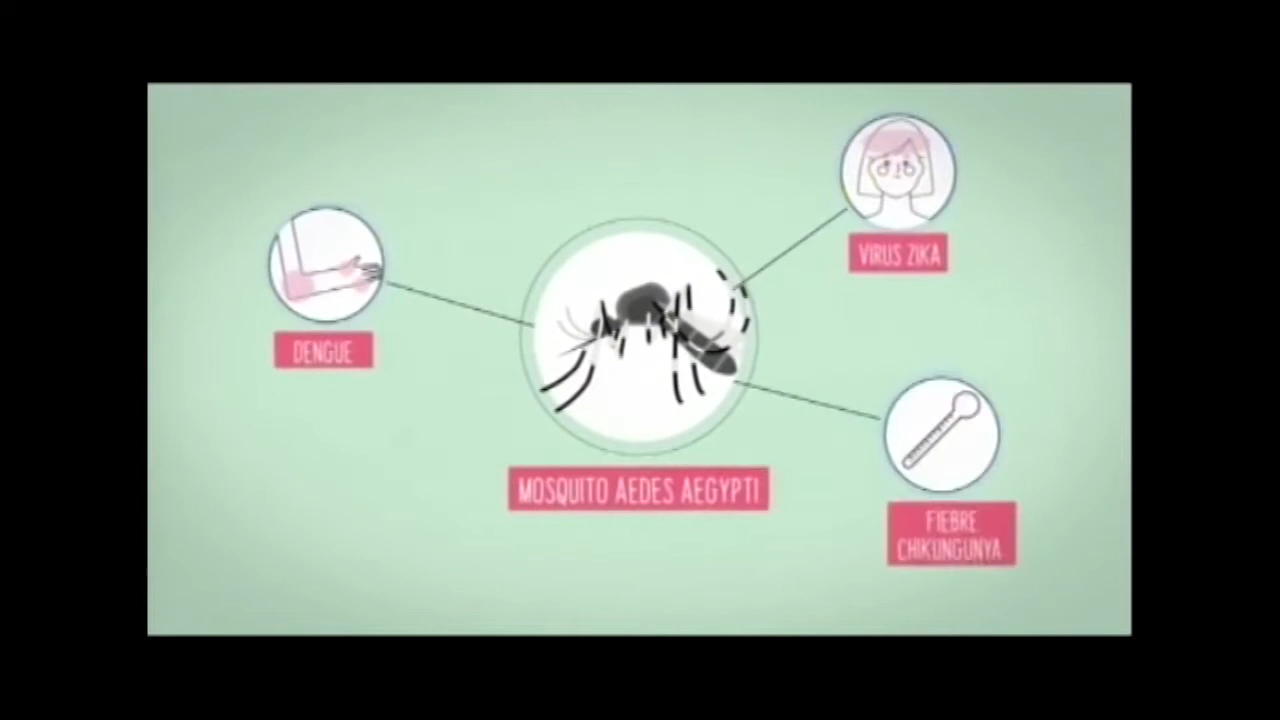 VIRUS ZIKA
DENGUE
MOSQUITO AEDES AEGYPTI
FIEBRE
CHIKUNGUNYA